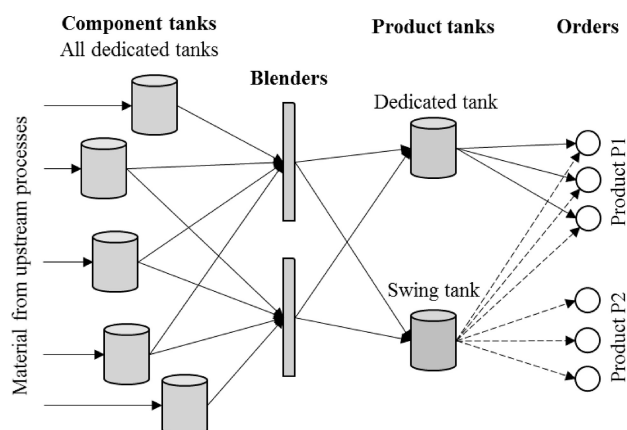 Component tanks
All dedicated tanks
Product tanks
Orders
Blenders
Dedicated tank
Swing tank
Material from upstream processes
Product P1
Product P2